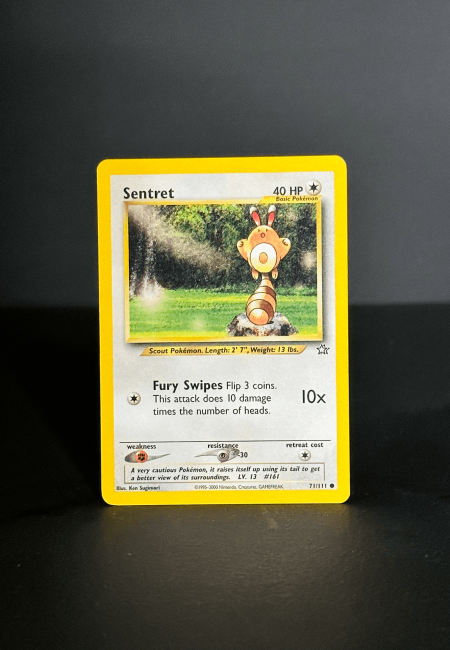 Sentret 40 HP
Basic Pokémon
Scout Pokémon. Length: 2' 7", Weight: 13 lbs.
Fury Swipes Flip 3 coins.
This attack does 10 damage
times the number of heads.
10x
weakness resistance retreat cost
-30
A very cautious Pokémon, it raises itself up using its tail to get
a better view of its surroundings. LV. 13 #161
Illus. Ken Sugimori ©1995-2000 Nintendo, Creatures, GAMEFREAK. 71/111